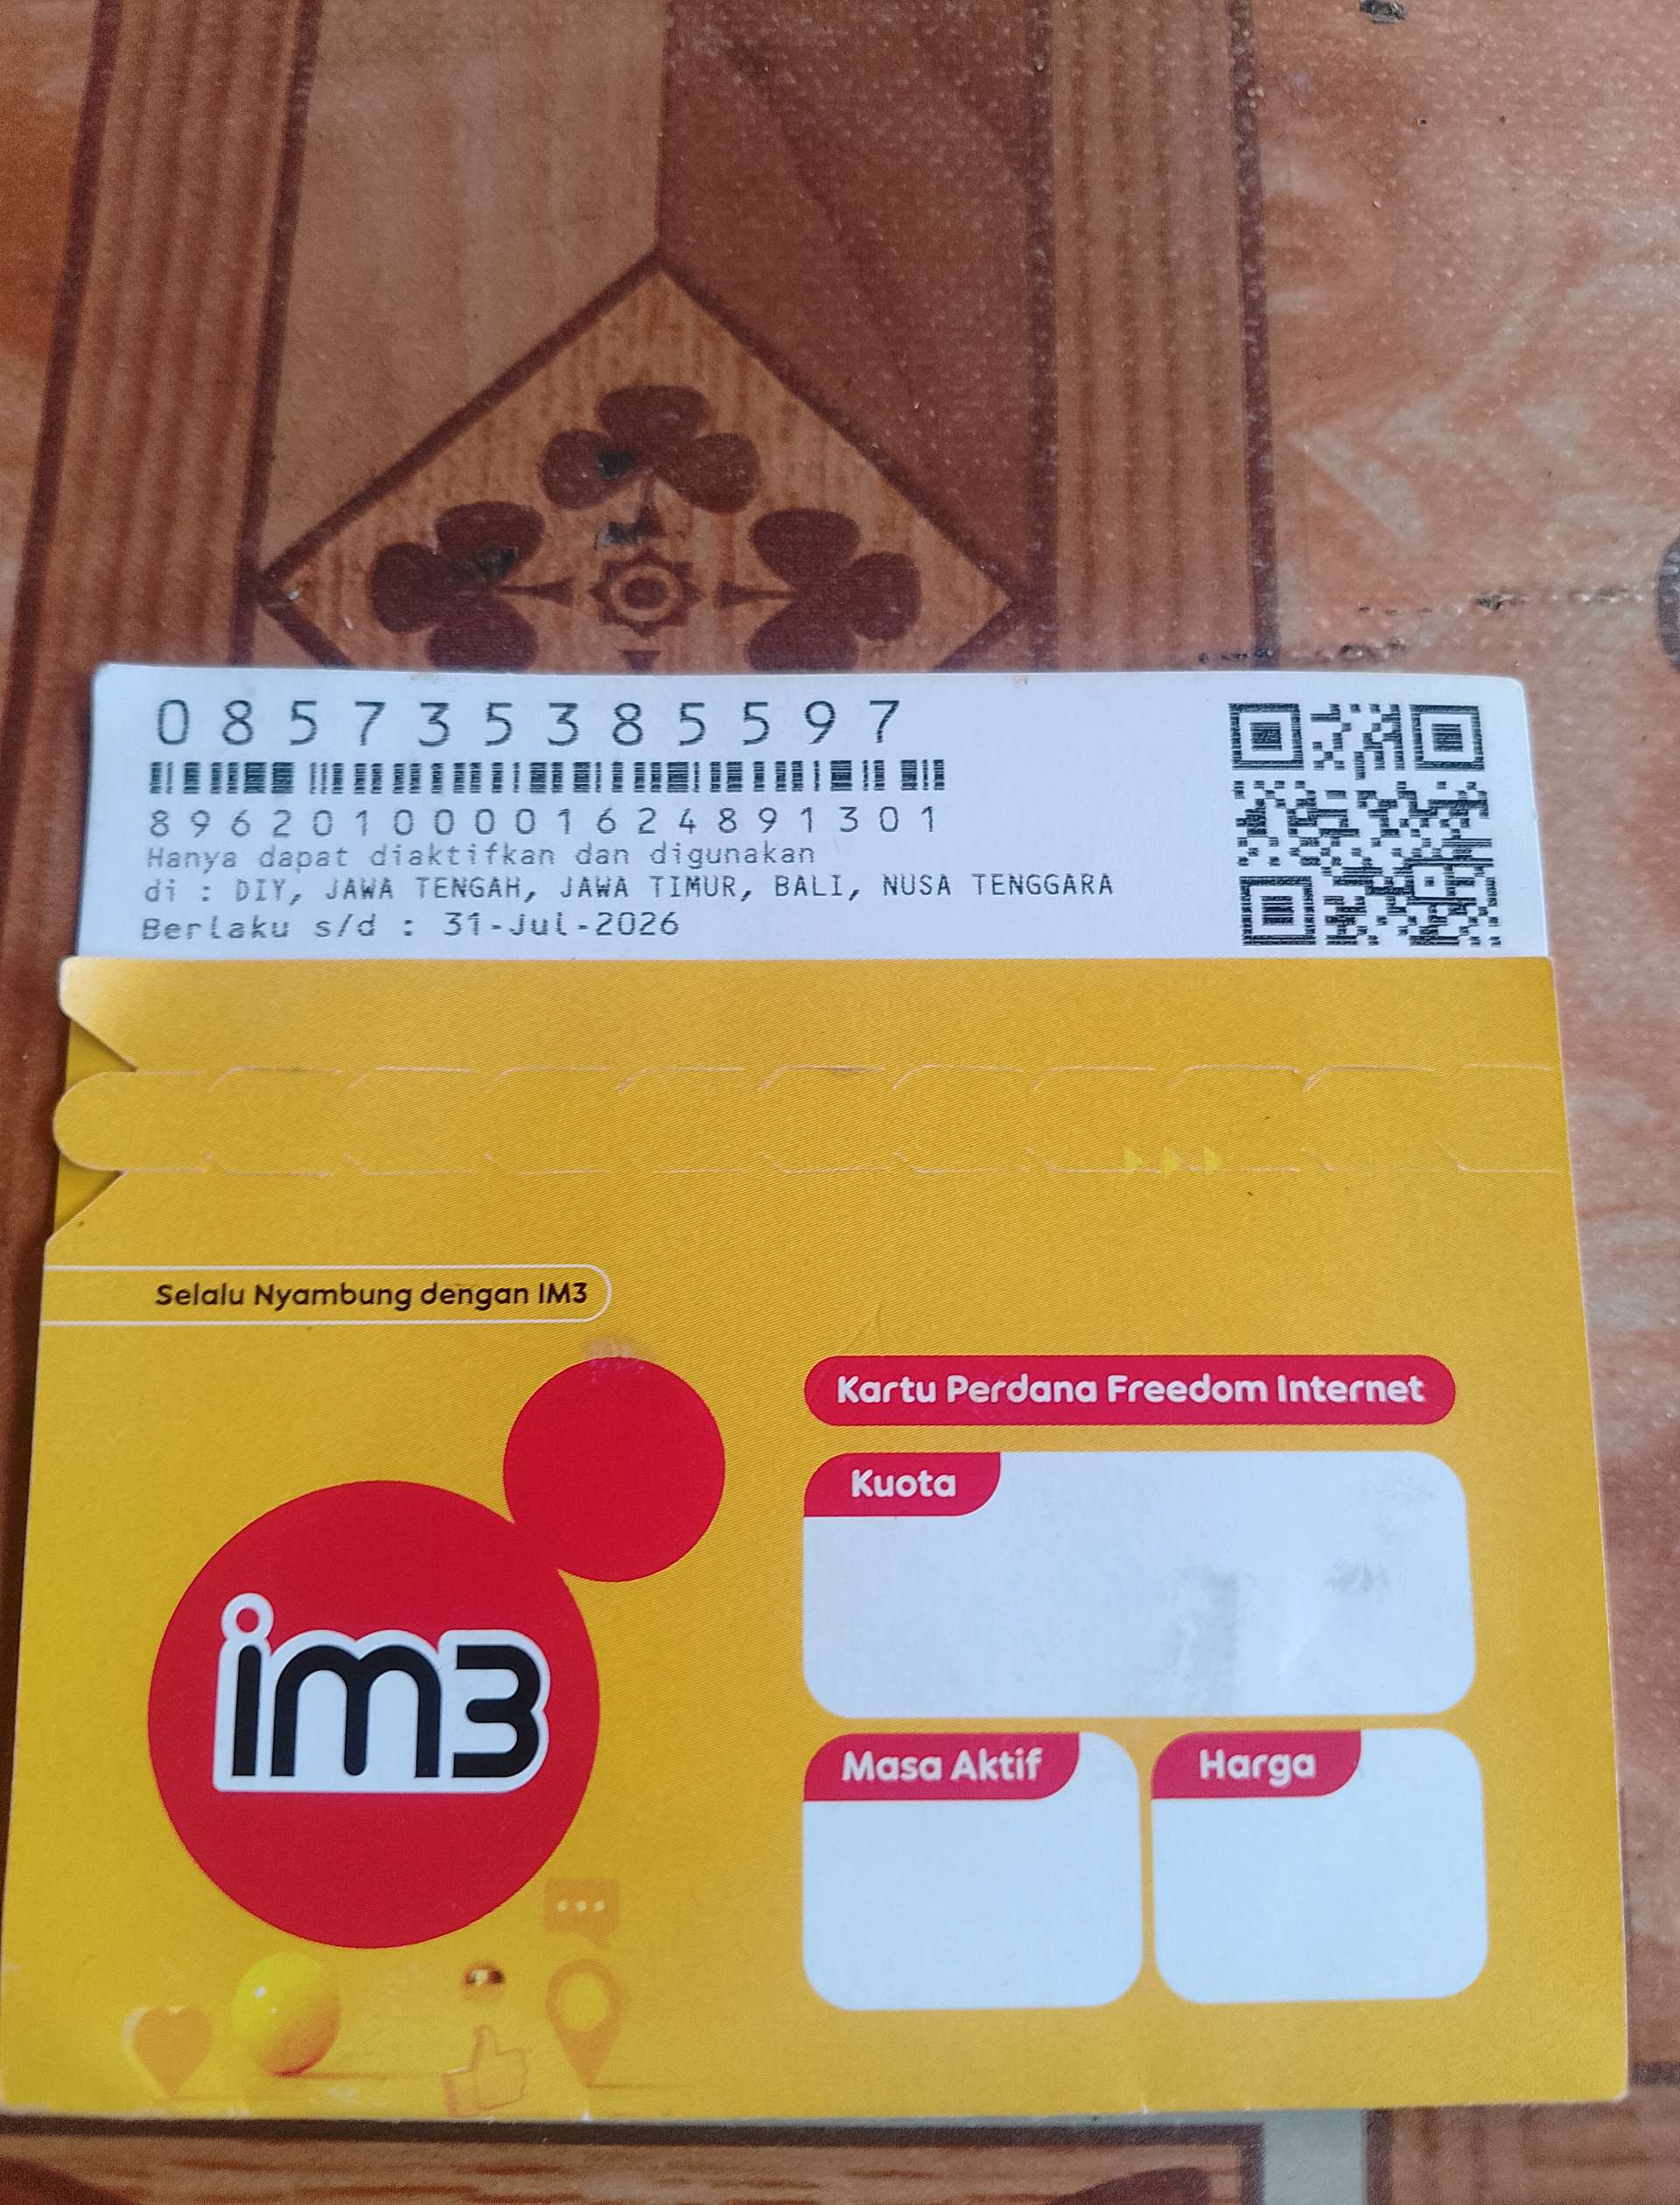 085735385597
89620100001624891301
Hanya dapat diaktifkan dan digunakan
di : DIY, JAWA TENGAH, JAWA TIMUR, BALI, NUSA TENGGARA
Berlaku s/d : 31-Jul-2026
Selalu Nyambung dengan IM3
im3
Kartu Perdana Freedom Internet
Kuota
Masa Aktif
Harga